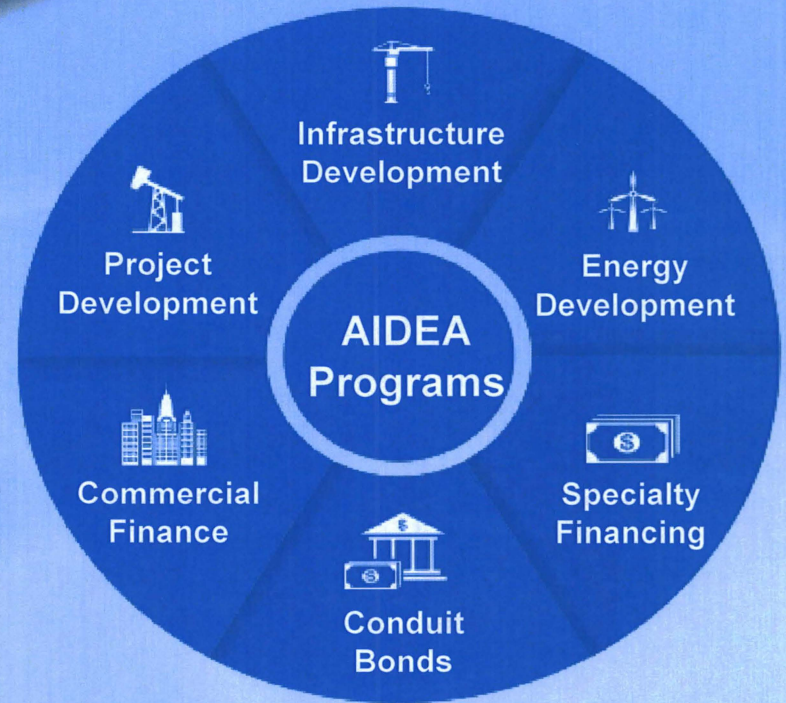 Infrastructure
Development
Energy
Development
Specialty
Financing
Conduit
Bonds
Commercial
Finance
Project
Development
AIDEA
Programs